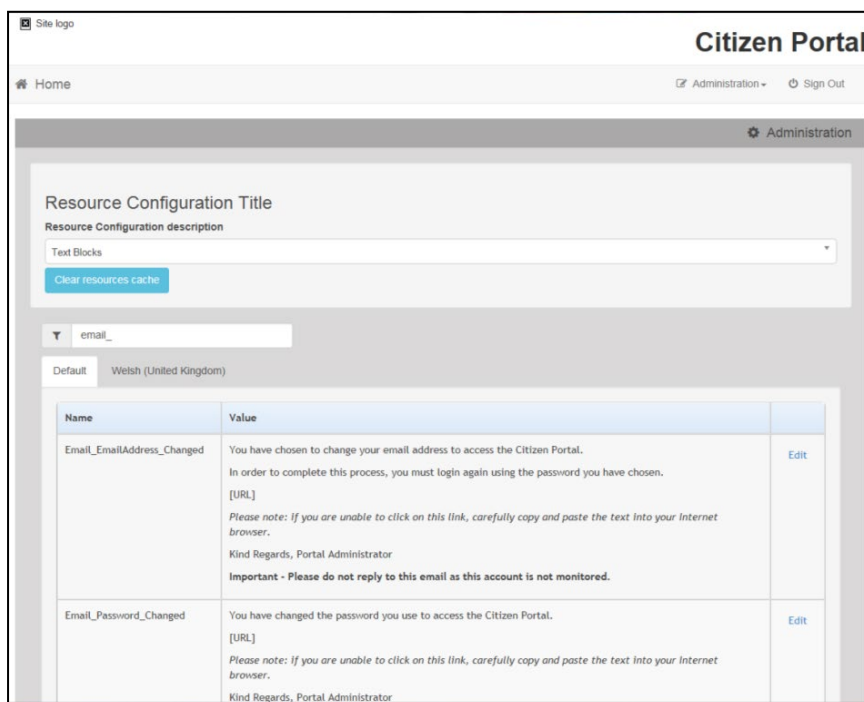 Site logo
Citizen Portal
Home
Administration
Sign Out
Administration
Resource Configuration Title
Resource Configuration description
Text Blocks
Clear resources cache
email_
Default Welsh (United Kingdom)
Name Value
Email_EmailAddress_Changed You have chosen to change your email address to access the Citizen Portal. Edit
In order to complete this process, you must login again using the password you have chosen.
[URL]
Please note: if you are unable to click on this link, carefully copy and paste the text into your Internet
browser.
Kind Regards, Portal Administrator
Important - Please do not reply to this email as this account is not monitored.
Email_Password_Changed You have changed the password you use to access the Citizen Portal. Edit
[URL]
Please note: if you are unable to click on this link, carefully copy and paste the text into your Internet
browser.
Kind Regards, Portal Administrator